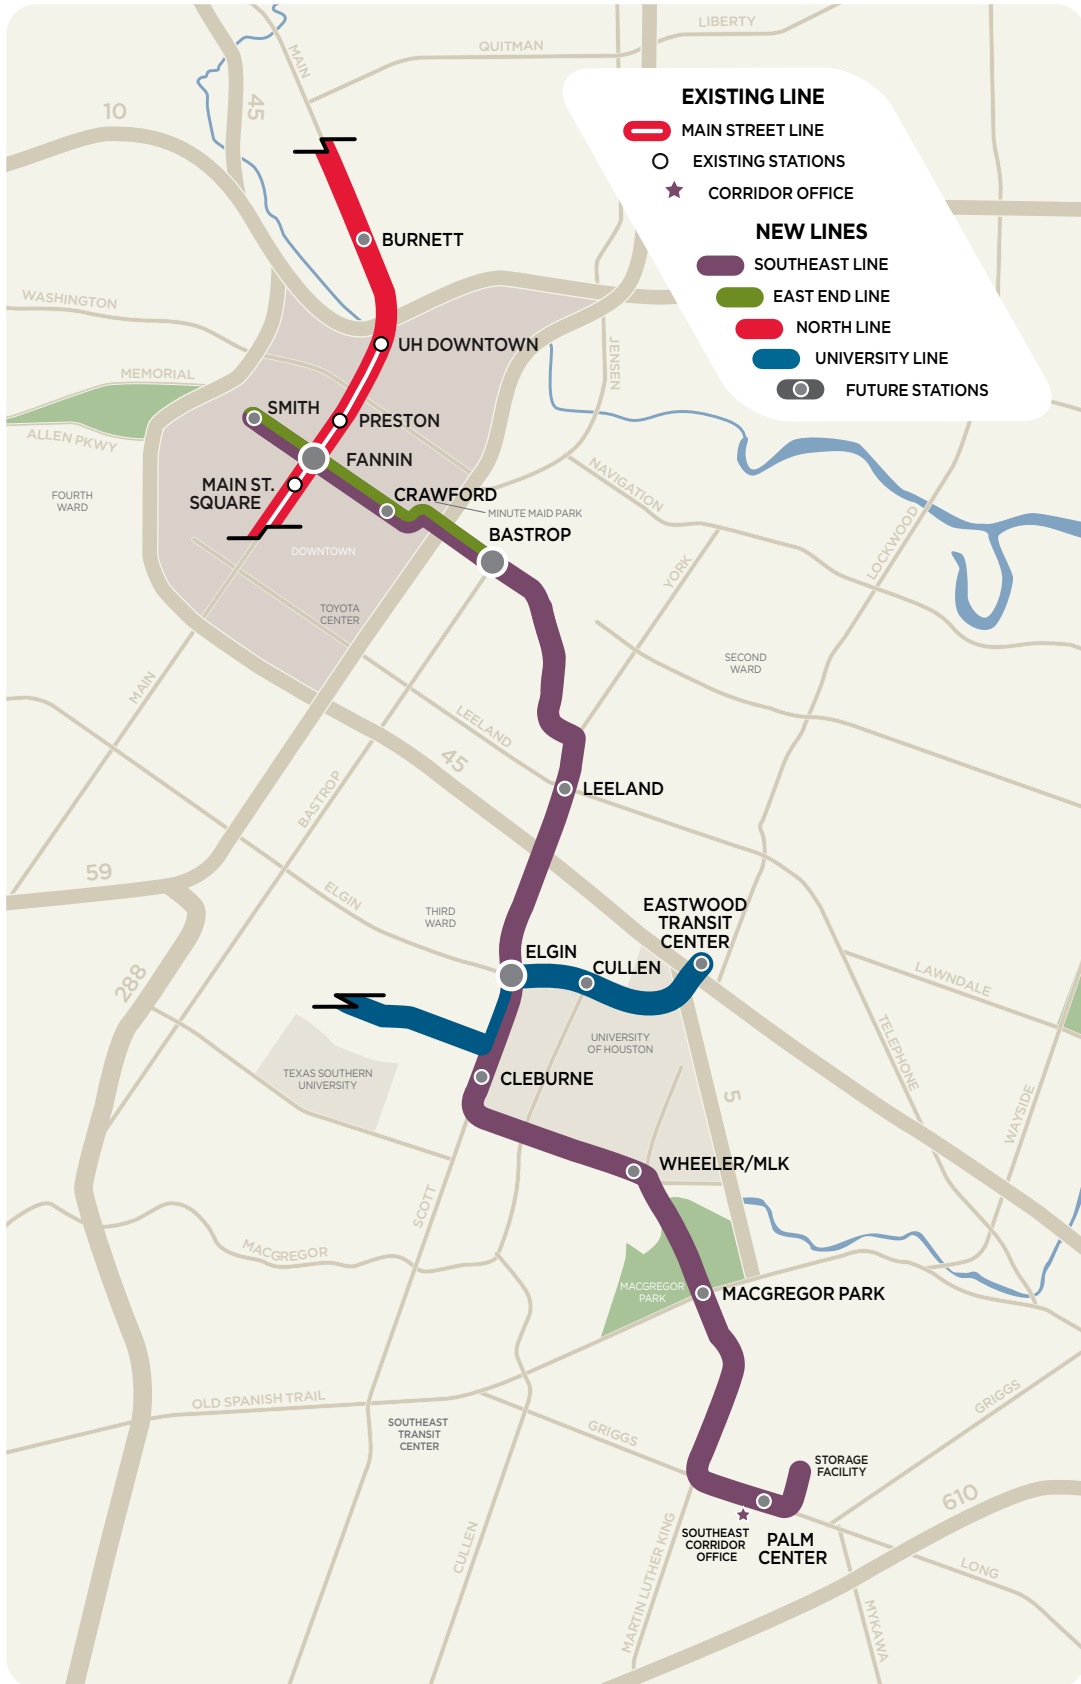 LIBERTY
QUITMAN
MAIN
45
10
EXISTING LINE
MAIN STREET LINE
EXISTING STATIONS
CORRIDOR OFFICE
NEW LINES
SOUTHEAST LINE
EAST END LINE
NORTH LINE
UNIVERSITY LINE
FUTURE STATIONS
BURNETT
WASHINGTON
UH DOWNTOWN
JENSEN
MEMORIAL
SMITH
PRESTON
ALLEN PKWY
FANNIN
NAVIGATION
MAIN ST.
SQUARE
FOURTH
WARD
CRAWFORD
MINUTE MAID PARK
BASTROP
LOCKWOOD
DOWNTOWN
YORK
TOYOTA
CENTER
SECOND
WARD
MAIN
LEELAND
45
BASTROP
LEELAND
59
ELGIN
THIRD
WARD
EASTWOOD
TRANSIT
CENTER
ELGIN
CULLEN
LAWNDALE
288
UNIVERSITY
OF HOUSTON
TELEPHONE
TEXAS SOUTHERN
UNIVERSITY
CLEBURNE
5
WAYSIDE
WHEELER/MLK
SCOTT
MACGREGOR
MACGREGOR
PARK
MACGREGOR PARK
OLD SPANISH TRAIL
GRIGGS
SOUTHEAST
TRANSIT
CENTER
GRIGGS
STORAGE
FACILITY
610
SOUTHEAST
CORRIDOR
OFFICE
PALM
CENTER
CULLEN
MARTIN LUTHER KING
LONG
MYKAWA